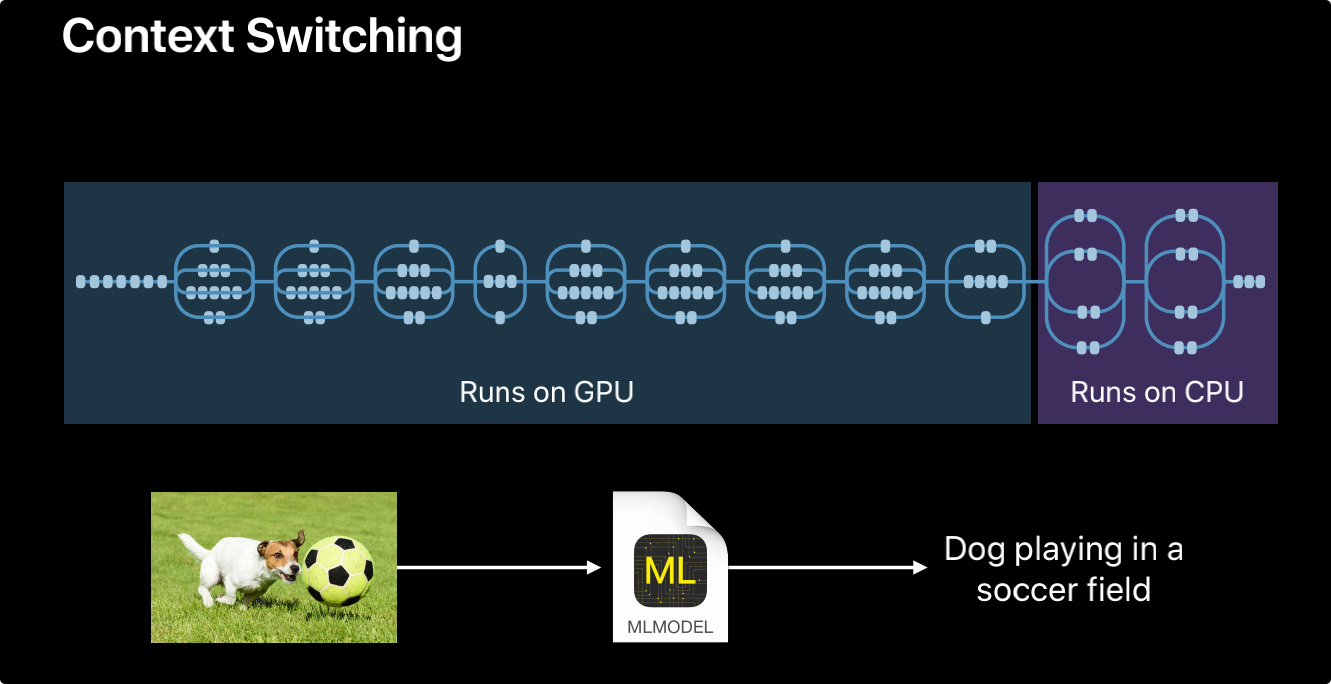 Context Switching
Runs on GPU
Runs on CPU
ML
MLMODEL
Dog playing in a
soccer field